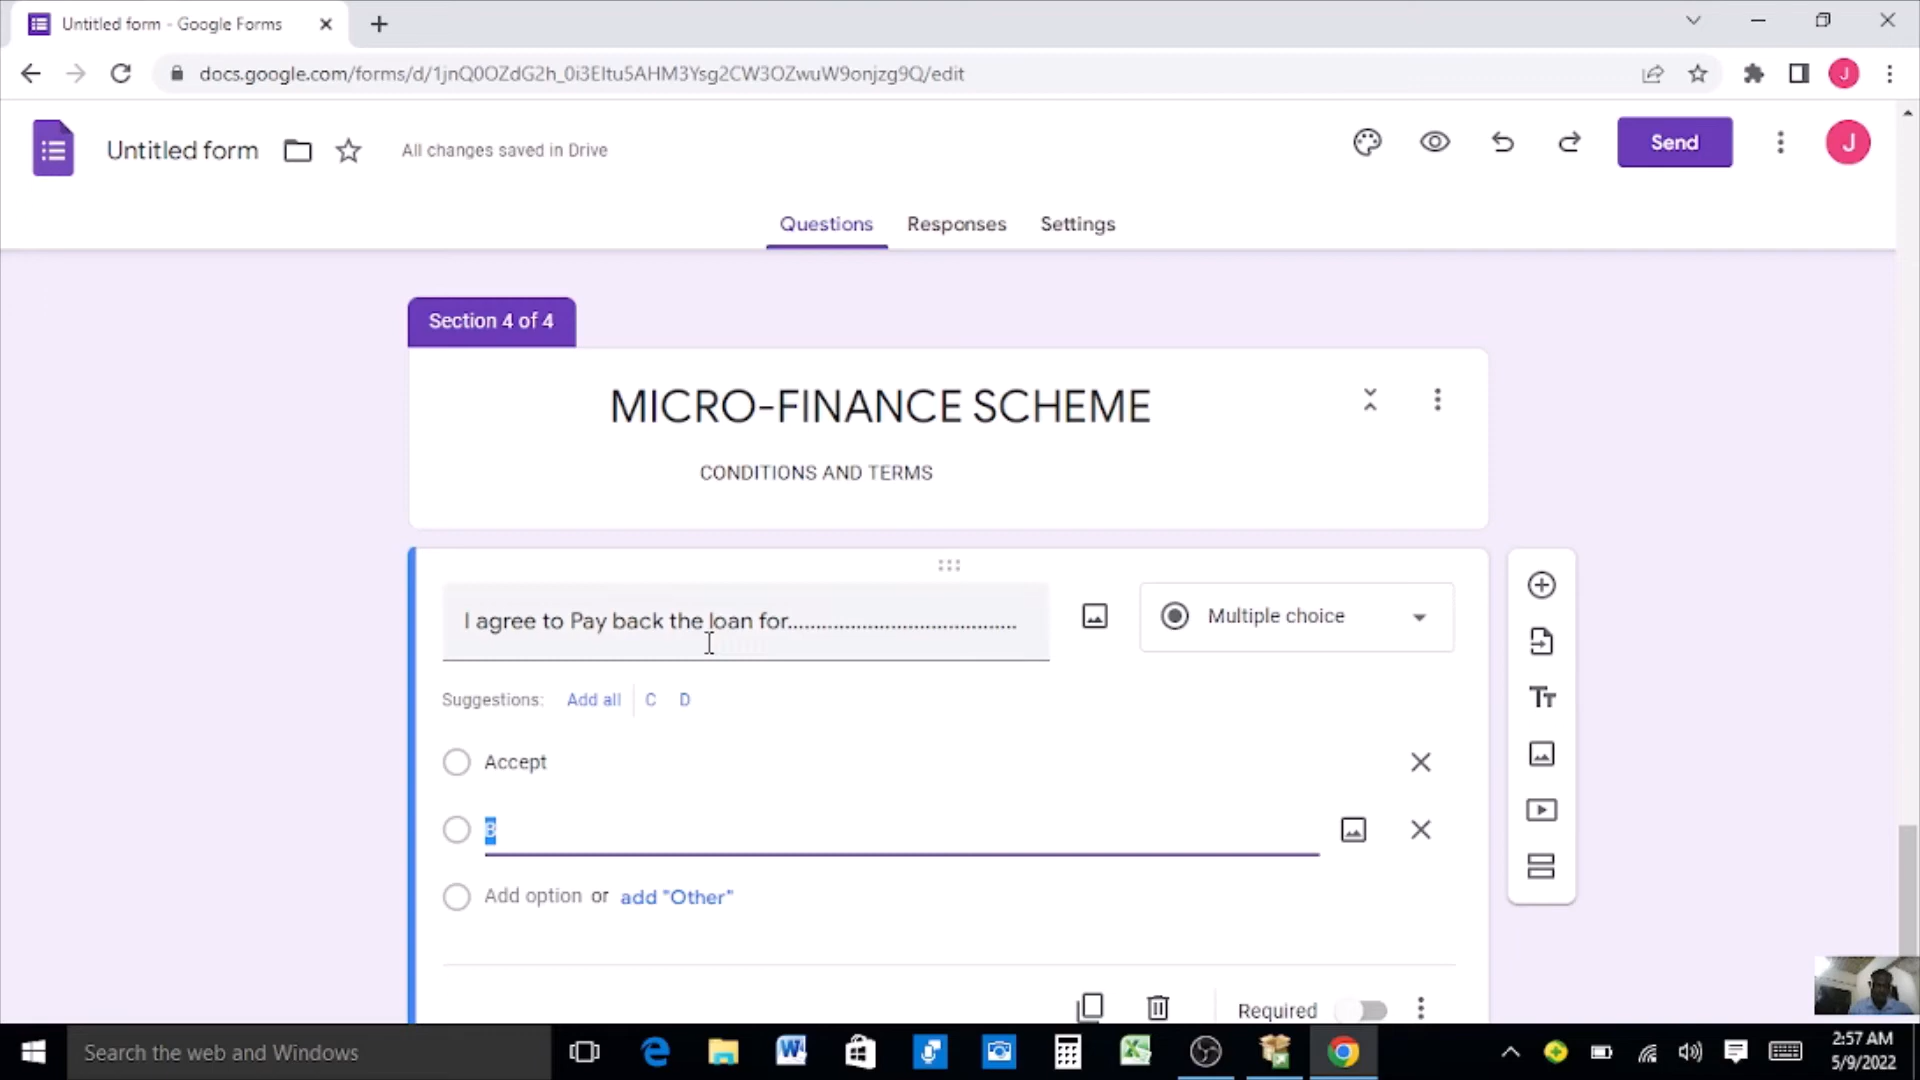 Untitled form - Google Forms
docs.google.com/forms/d/1jnQ0OZdG2h_0i3EItu5AHM3Ysg2CW3OZwuW9onjzg9Q/edit
J
Untitled form
All changes saved in Drive
Send
J
Questions Responses Settings
Section 4 of 4
MICRO-FINANCE SCHEME
CONDITIONS AND TERMS
I agree to Pay back the loan for.........................................
Multiple choice
Suggestions: Add all C D
Tт
Accept
B
Add option or add "Other"
Required
Search the web and Windows
2:57 AM
5/9/2022